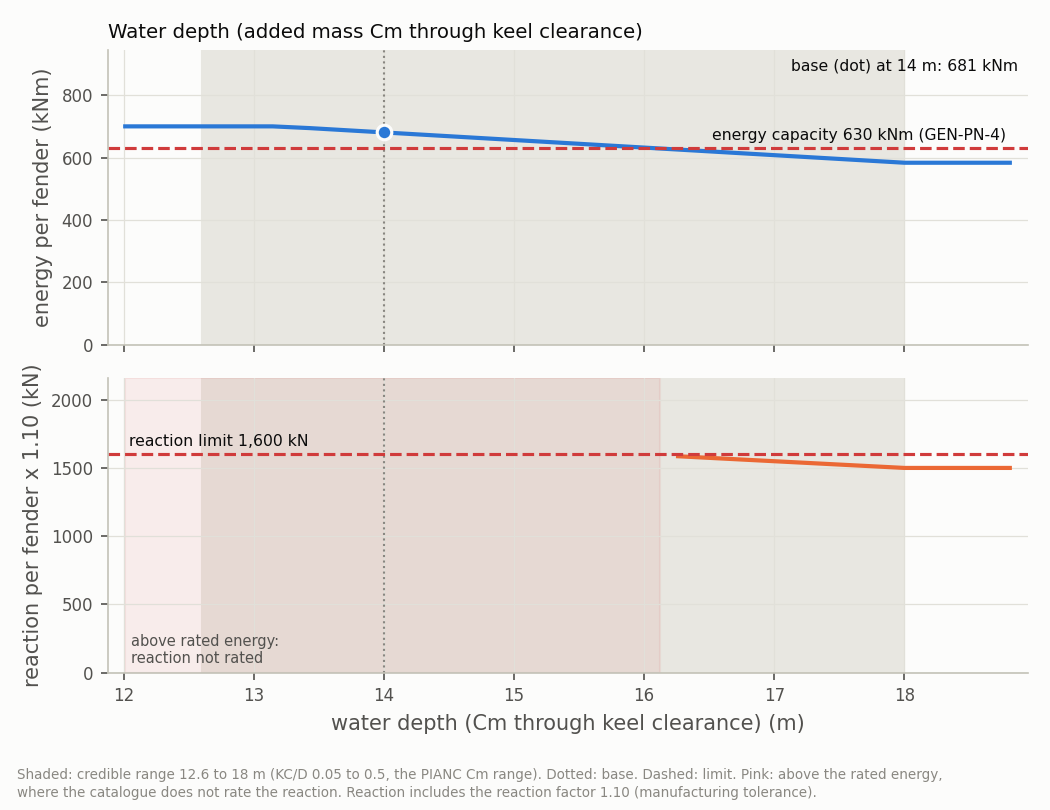 Water depth (added mass Cm through keel clearance)
base (dot) at 14 m: 681 kNm
energy capacity 630 kNm (GEN-PN-4)
energy per fender (kNm)
800
600
400
200
0
reaction per fender x 1.10 (kN)
2000
1500
1000
500
0
reaction limit 1,600 kN
above rated energy:
reaction not rated
12 13 14 15 16 17 18
water depth (Cm through keel clearance) (m)
Shaded: credible range 12.6 to 18 m (KC/D 0.05 to 0.5, the PIANC Cm range). Dotted: base. Dashed: limit. Pink: above the rated energy,
where the catalogue does not rate the reaction. Reaction includes the reaction factor 1.10 (manufacturing tolerance).